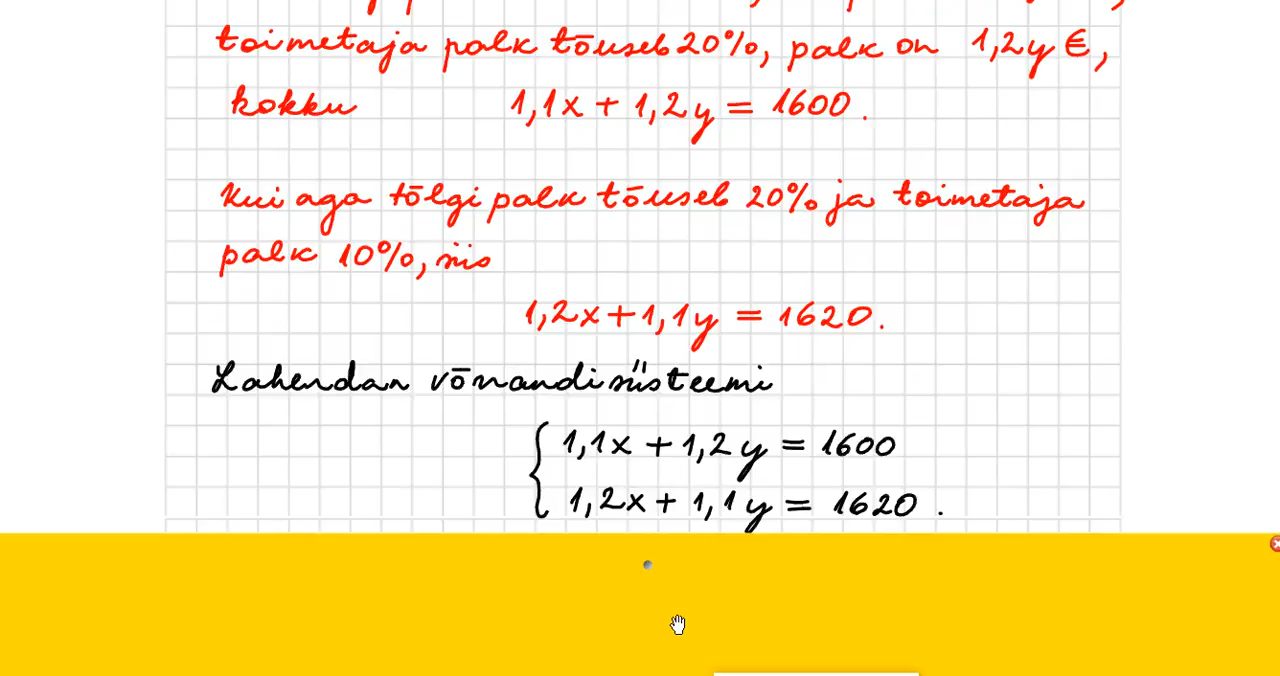 toimetaja palk tõuseb 20%, palk on 1,2y €,
kokku 1,1x + 1,2y = 1600.
Kui aga tõlgi palk tõuseb 20% ja toimetaja
palk 10%, siis
1,2x + 1,1y = 1620.
Lahendan võrrandisüsteemi
1,1x + 1,2y = 1600
1,2x + 1,1y = 1620.